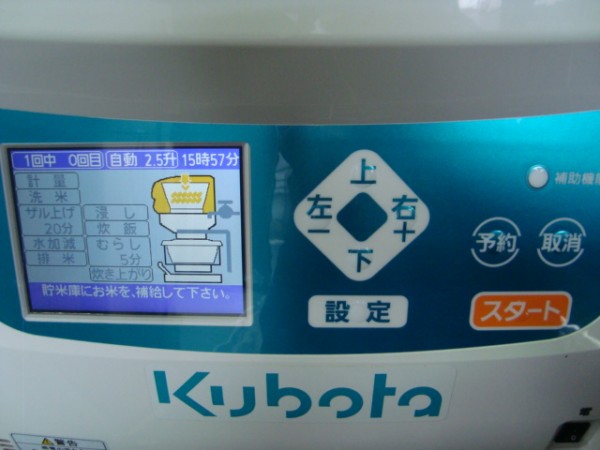 1回中 0回目 自動 2.5升 15時57分
計量
洗米
ザル上げ 浸し
20分 炊飯
水加減 むらし
排米 5分
炊き上がり
貯米庫にお米を、補給して下さい。
上
左 右
－ ＋
下
設定
補助機能
予約 取消
スタート
Kubota
警告